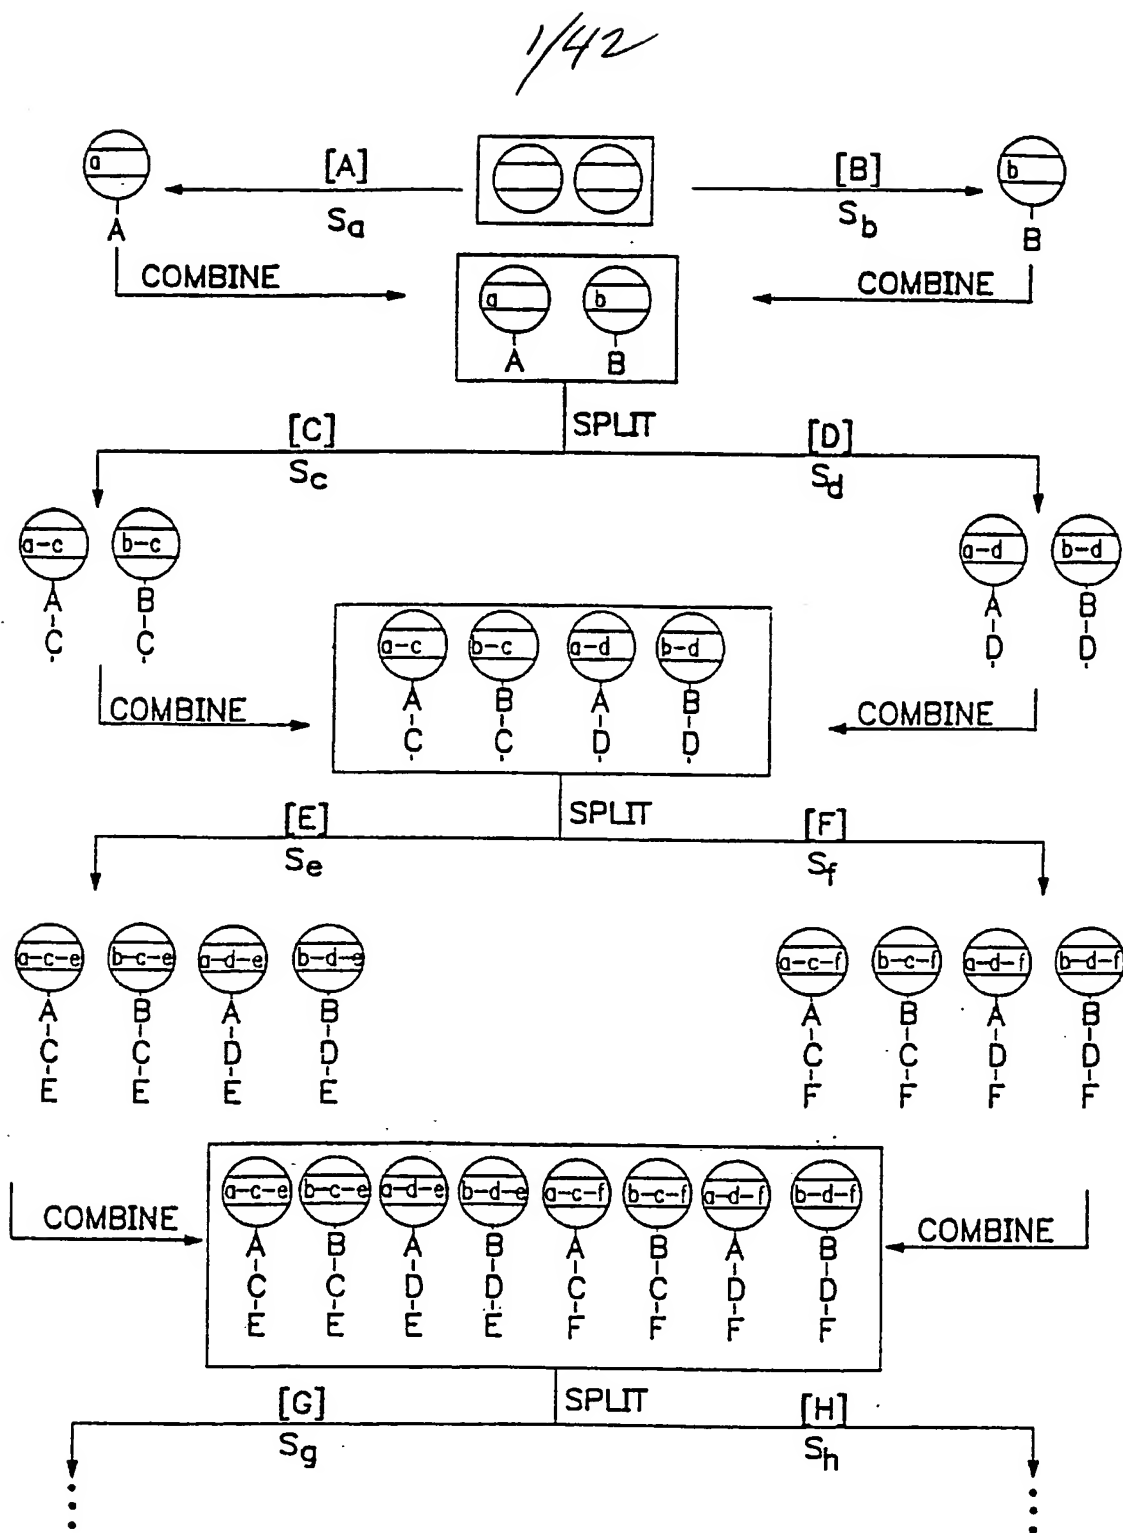 1/42
a [A] [B] b
Sa Sb
A B
COMBINE COMBINE
a b
A B
SPLIT
[C] [D]
Sc Sd
a-c b-c a-d b-d
A B A B
C C D D
a-c b-c a-d b-d
A B A B
C C D D
COMBINE COMBINE
SPLIT
[E] [F]
Se Sf
a-c-e b-c-e a-d-e b-d-e a-c-f b-c-f a-d-f b-d-f
A B A B A B A B
C C D D C C D D
E E E E F F F F
a-c-e b-c-e a-d-e b-d-e a-c-f b-c-f a-d-f b-d-f
COMBINE COMBINE
A B A B A B A B
C C D D C C D D
E E E E F F F F
SPLIT
[G] [H]
Sg Sh